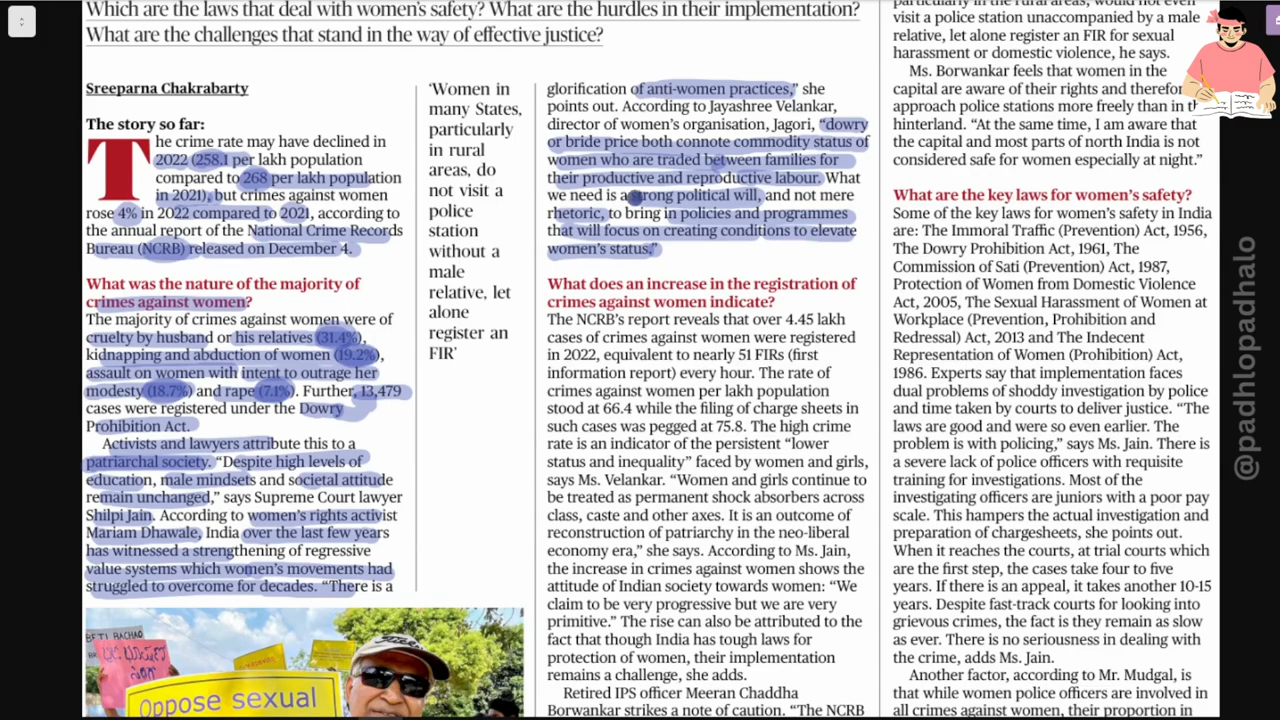 Which are the laws that deal with women's safety? What are the hurdles in their implementation?
What are the challenges that stand in the way of effective justice?
Sreeparna Chakrabarty
The story so far:
The crime rate may have declined in
2022 (258.1 per lakh population
compared to 268 per lakh population
in 2021), but crimes against women
rose 4% in 2022 compared to 2021, according to
the annual report of the National Crime Records
Bureau (NCRB) released on December 4.
What was the nature of the majority of
crimes against women?
The majority of crimes against women were of
cruelty by husband or his relatives (31.4%),
kidnapping and abduction of women (19.2%),
assault on women with intent to outrage her
modesty (18.7%) and rape (7.1%). Further, 13,479
cases were registered under the Dowry
Prohibition Act.
Activists and lawyers attribute this to a
patriarchal society. "Despite high levels of
education, male mindsets and societal attitude
remain unchanged," says Supreme Court lawyer
Shilpi Jain. According to women's rights activist
Mariam Dhawale, India over the last few years
has witnessed a strengthening of regressive
value systems which women's movements had
struggled to overcome for decades. "There is a
BETI BACHAO
Oppose sexual
'Women in
many States,
particularly
in rural
areas, do
not visit a
police
station
without a
male
relative, let
alone
register an
FIR'
glorification of anti-women practices," she
points out. According to Jayashree Velankar,
director of women's organisation, Jagori, "dowry
or bride price both connote commodity status of
women who are traded between families for
their productive and reproductive labour. What
we need is a strong political will, and not mere
rhetoric, to bring in policies and programmes
that will focus on creating conditions to elevate
women's status."
What does an increase in the registration of
crimes against women indicate?
The NCRB's report reveals that over 4.45 lakh
cases of crimes against women were registered
in 2022, equivalent to nearly 51 FIRs (first
information report) every hour. The rate of
crimes against women per lakh population
stood at 66.4 while the filing of charge sheets in
such cases was pegged at 75.8. The high crime
rate is an indicator of the persistent "lower
status and inequality" faced by women and girls,
says Ms. Velankar. "Women and girls continue to
be treated as permanent shock absorbers across
class, caste and other axes. It is an outcome of
reconstruction of patriarchy in the neo-liberal
economy era," she says. According to Ms. Jain,
the increase in crimes against women shows the
attitude of Indian society towards women: "We
claim to be very progressive but we are very
primitive." The rise can also be attributed to the
fact that though India has tough laws for
protection of women, their implementation
remains a challenge, she adds.
Retired IPS officer Meeran Chaddha
Borwankar strikes a note of caution. "The NCRB
particularly in the rural areas, would not even
visit a police station unaccompanied by a male
relative, let alone register an FIR for sexual
harassment or domestic violence, he says.
Ms. Borwankar feels that women in the
capital are aware of their rights and therefor
approach police stations more freely than in th
hinterland. "At the same time, I am aware that
the capital and most parts of north India is not
considered safe for women especially at night."
What are the key laws for women's safety?
Some of the key laws for women's safety in India
are: The Immoral Traffic (Prevention) Act, 1956,
The Dowry Prohibition Act, 1961, The
Commission of Sati (Prevention) Act, 1987,
Protection of Women from Domestic Violence
Act, 2005, The Sexual Harassment of Women at
Workplace (Prevention, Prohibition and
Redressal) Act, 2013 and The Indecent
Representation of Women (Prohibition) Act,
1986. Experts say that implementation faces
dual problems of shoddy investigation by police
and time taken by courts to deliver justice. "The
laws are good and were so even earlier. The
problem is with policing," says Ms. Jain. There is
a severe lack of police officers with requisite
training for investigations. Most of the
investigating officers are juniors with a poor pay
scale. This hampers the actual investigation and
preparation of chargesheets, she points out.
When it reaches the courts, at trial courts which
are the first step, the cases take four to five
years. If there is an appeal, it takes another 10-15
years. Despite fast-track courts for looking into
grievous crimes, the fact is they remain as slow
as ever. There is no seriousness in dealing with
the crime, adds Ms. Jain.
Another factor, according to Mr. Mudgal, is
that while women police officers are involved in
all crimes against women, their proportion in
@padhlopadhalo